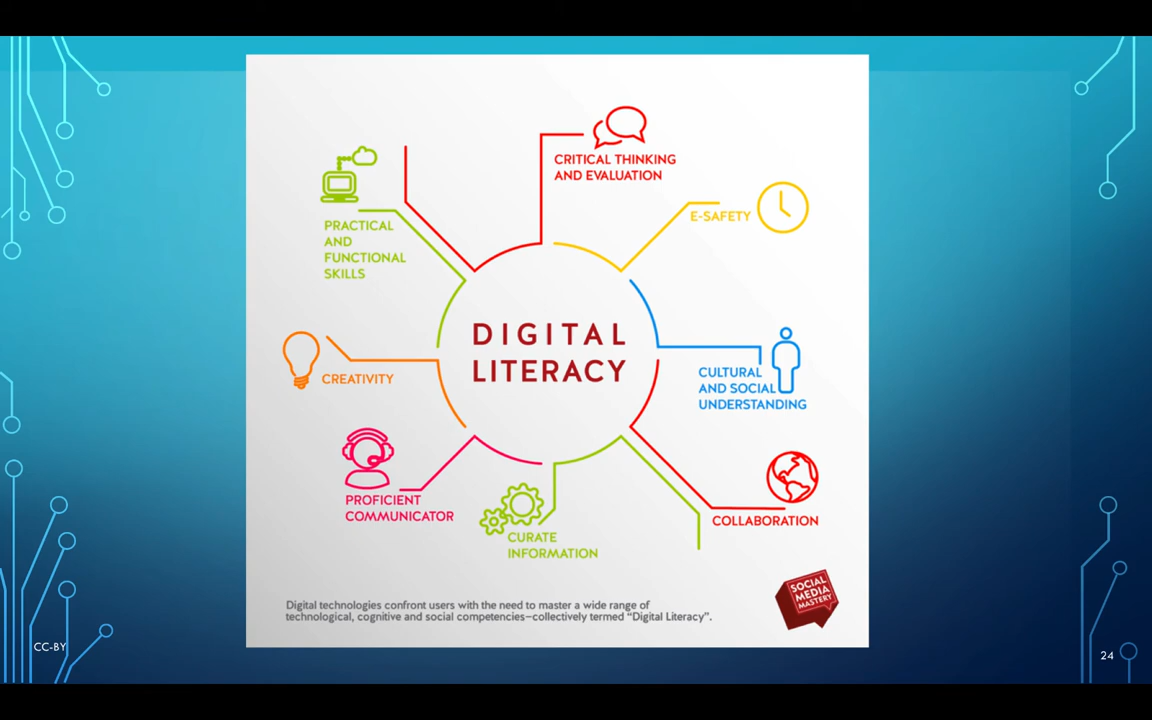 CRITICAL THINKING
AND EVALUATION
E-SAFETY
PRACTICAL
AND
FUNCTIONAL
SKILLS
DIGITAL
LITERACY
CULTURAL
AND SOCIAL
UNDERSTANDING
CREATIVITY
PROFICIENT
COMMUNICATOR
COLLABORATION
CURATE
INFORMATION
SOCIAL
MEDIA
MASTERY
Digital technologies confront users with the need to master a wide range of
technological, cognitive and social competencies—collectively termed “Digital Literacy”.
CC-BY
24